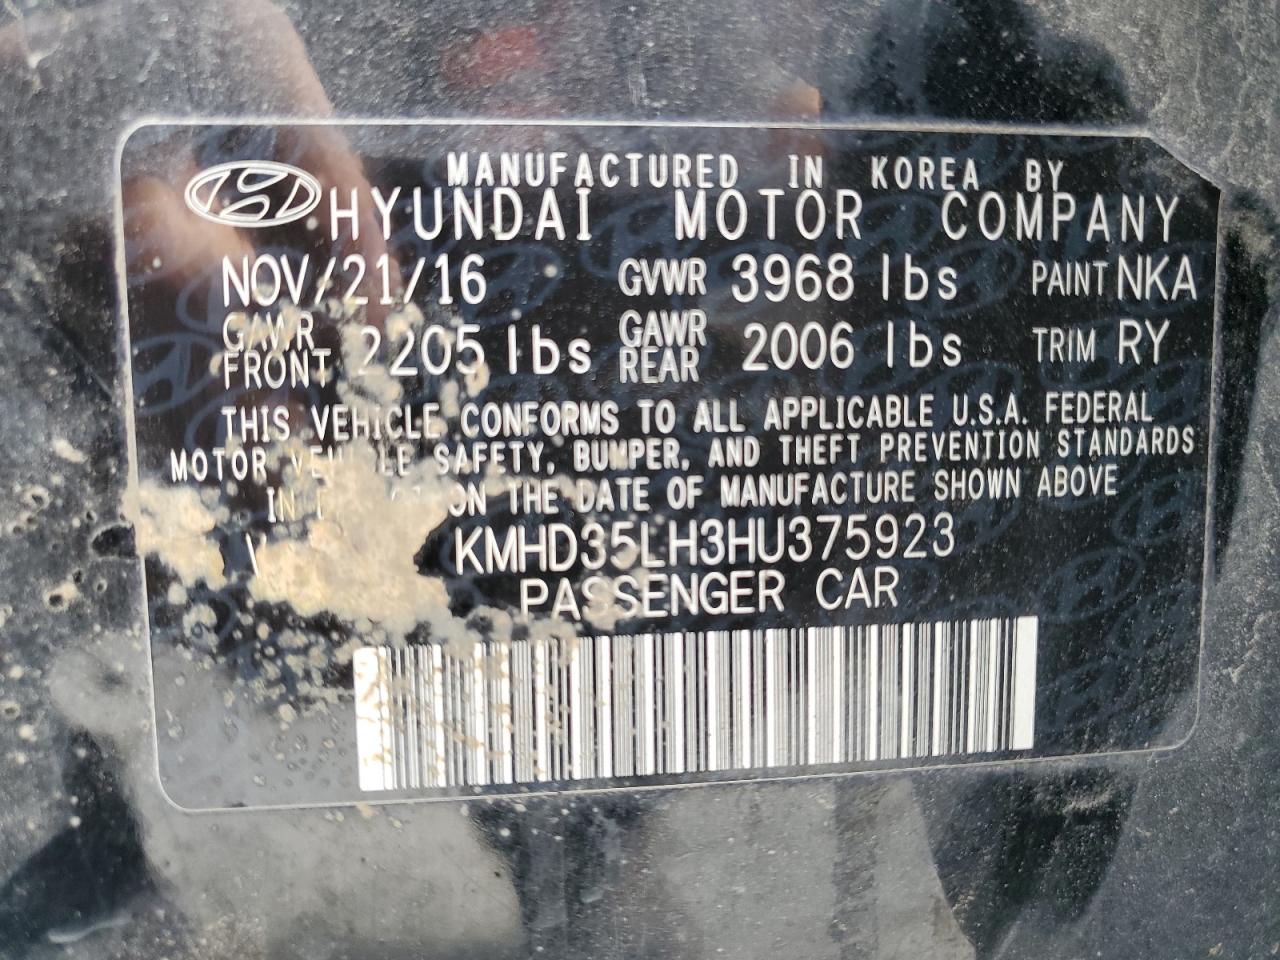 MANUFACTURED IN KOREA BY
HYUNDAI MOTOR COMPANY
NOV/21/16 GVWR 3968 lbs PAINT NKA
GAWR FRONT 2205 lbs GAWR REAR 2006 lbs TRIM RY
THIS VEHICLE CONFORMS TO ALL APPLICABLE U.S.A. FEDERAL
MOTOR VEHICLE SAFETY, BUMPER, AND THEFT PREVENTION STANDARDS
IN ON THE DATE OF MANUFACTURE SHOWN ABOVE
KMHD35LH3HU375923
PASSENGER CAR